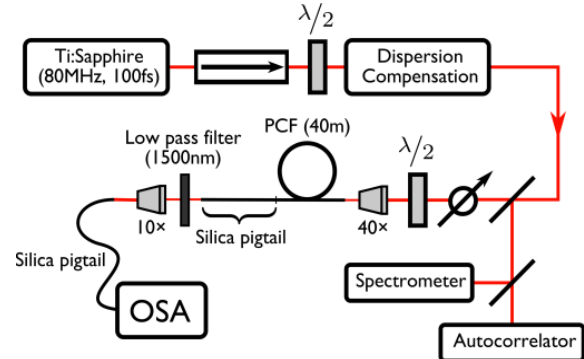 λ/2
Ti:Sapphire
(80MHz, 100fs)
Dispersion
Compensation
PCF (40m)
Low pass filter
(1500nm)
λ/2
10×
Silica pigtail
40×
Silica pigtail
Spectrometer
OSA
Autocorrelator